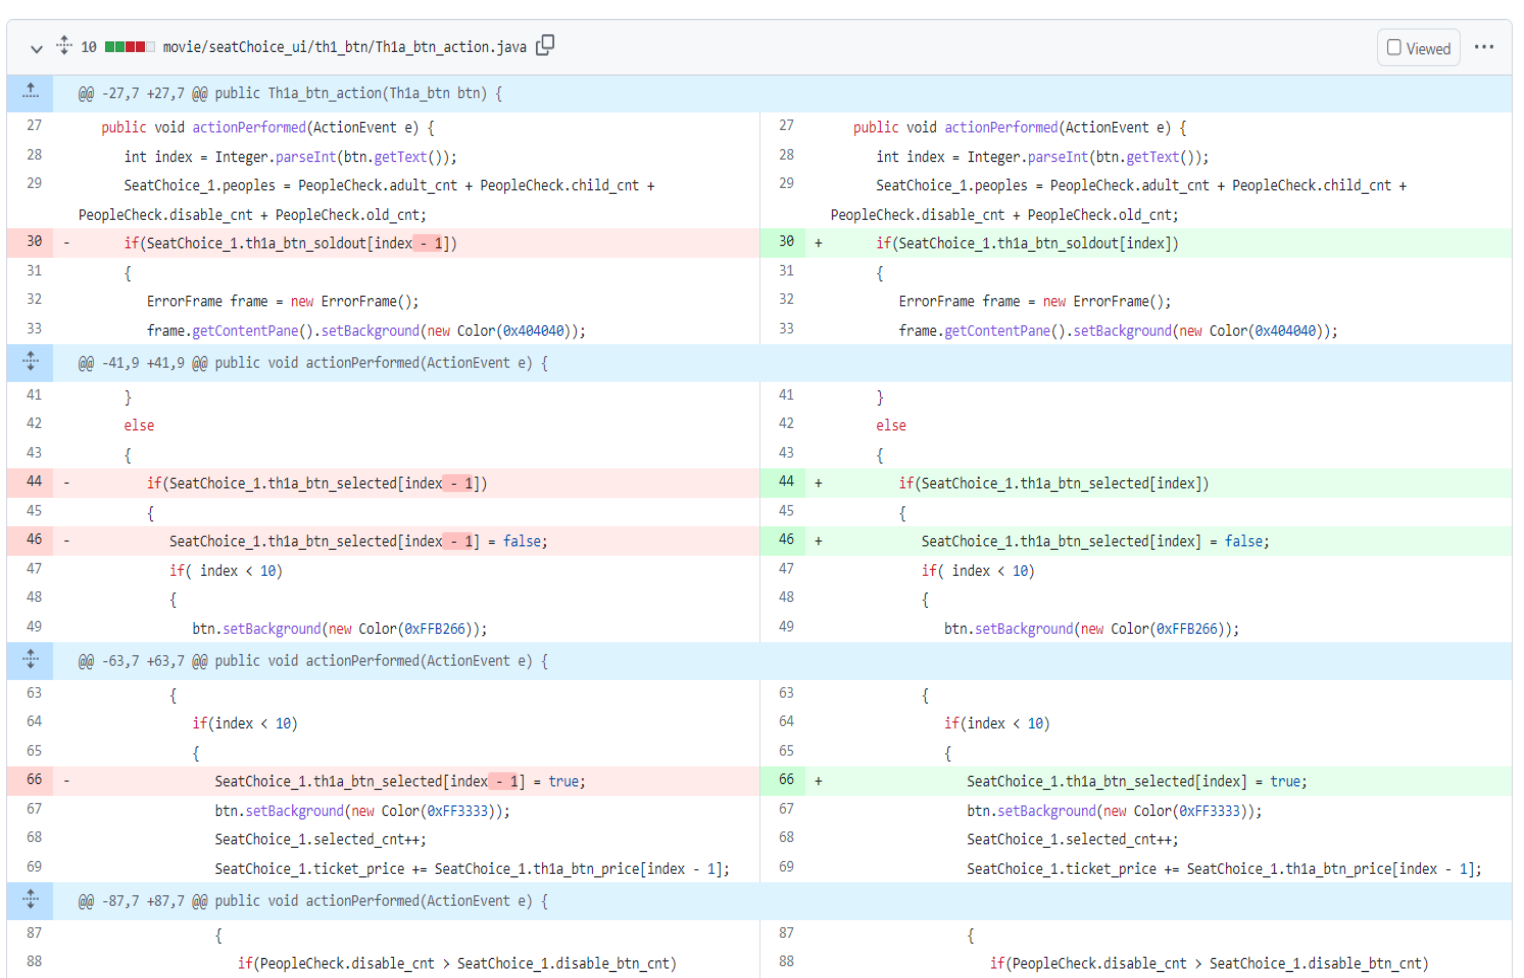 10 movie/seatChoice_ui/th1_btn/Th1a_btn_action.java Viewed
@@ -27,7 +27,7 @@ public Th1a_btn_action(Th1a_btn btn) {
27 public void actionPerformed(ActionEvent e) { 27 public void actionPerformed(ActionEvent e) {
28 int index = Integer.parseInt(btn.getText()); 28 int index = Integer.parseInt(btn.getText());
29 SeatChoice_1.peoples = PeopleCheck.adult_cnt + PeopleCheck.child_cnt + 29 SeatChoice_1.peoples = PeopleCheck.adult_cnt + PeopleCheck.child_cnt +
PeopleCheck.disable_cnt + PeopleCheck.old_cnt; PeopleCheck.disable_cnt + PeopleCheck.old_cnt;
30 - if(SeatChoice_1.th1a_btn_soldout[index - 1]) 30 + if(SeatChoice_1.th1a_btn_soldout[index])
31 { 31 {
32 ErrorFrame frame = new ErrorFrame(); 32 ErrorFrame frame = new ErrorFrame();
33 frame.getContentPane().setBackground(new Color(0x404040)); 33 frame.getContentPane().setBackground(new Color(0x404040));
@@ -41,9 +41,9 @@ public void actionPerformed(ActionEvent e) {
41 } 41 }
42 else 42 else
43 { 43 {
44 - if(SeatChoice_1.th1a_btn_selected[index - 1]) 44 + if(SeatChoice_1.th1a_btn_selected[index])
45 { 45 {
46 - SeatChoice_1.th1a_btn_selected[index - 1] = false; 46 + SeatChoice_1.th1a_btn_selected[index] = false;
47 if( index < 10) 47 if( index < 10)
48 { 48 {
49 btn.setBackground(new Color(0xFFB266)); 49 btn.setBackground(new Color(0xFFB266));
@@ -63,7 +63,7 @@ public void actionPerformed(ActionEvent e) {
63 { 63 {
64 if(index < 10) 64 if(index < 10)
65 { 65 {
66 - SeatChoice_1.th1a_btn_selected[index - 1] = true; 66 + SeatChoice_1.th1a_btn_selected[index] = true;
67 btn.setBackground(new Color(0xFF3333)); 67 btn.setBackground(new Color(0xFF3333));
68 SeatChoice_1.selected_cnt++; 68 SeatChoice_1.selected_cnt++;
69 SeatChoice_1.ticket_price += SeatChoice_1.th1a_btn_price[index - 1]; 69 SeatChoice_1.ticket_price += SeatChoice_1.th1a_btn_price[index - 1];
@@ -87,7 +87,7 @@ public void actionPerformed(ActionEvent e) {
87 { 87 {
88 if(PeopleCheck.disable_cnt > SeatChoice_1.disable_btn_cnt) 88 if(PeopleCheck.disable_cnt > SeatChoice_1.disable_btn_cnt)